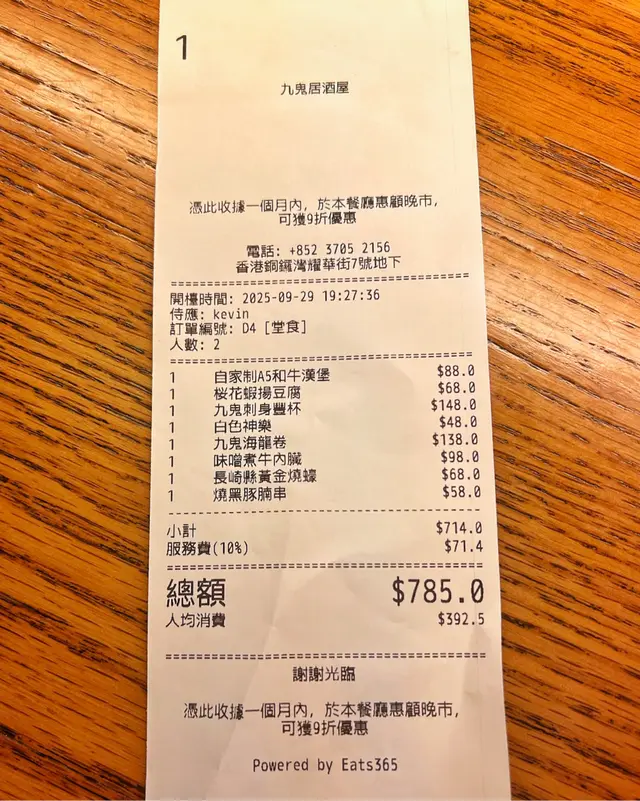 1
九鬼居酒屋
憑此收據一個月內, 於本餐廳惠顧晚市,
可獲9折優惠
電話: +852 3705 2156
香港銅鑼灣耀華街7號地下
開檯時間: 2025-09-29 19:27:36
侍應: kevin
訂單編號: D4 [堂食]
人數: 2
1 自家制A5和牛漢堡 $88.0
1 桜花蝦揚豆腐 $68.0
1 九鬼刺身豐杯 $148.0
1 白色神樂 $48.0
1 九鬼海龍卷 $138.0
1 味噌煮牛內臟 $98.0
1 長崎縣黃金燒蠔 $68.0
1 燒黑豚腩串 $58.0
小計 $714.0
服務費(10%) $71.4
總額 $785.0
人均消費 $392.5
謝謝光臨
憑此收據一個月內, 於本餐廳惠顧晚市,
可獲9折優惠
Powered by Eats365